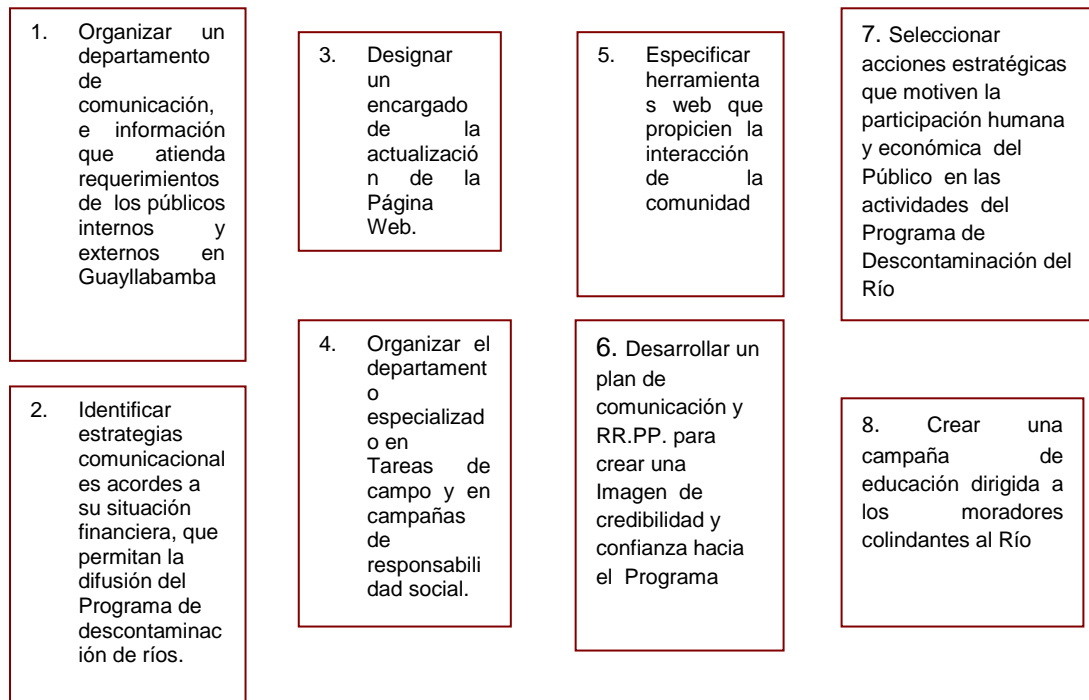 1. Organizar un
departamento
de
comunicación,
e información
que atienda
requerimientos
de los públicos
internos y
externos en
Guayllabamba
2. Identificar
estrategias
comunicacional
es acordes a
su situación
financiera, que
permitan la
difusión del
Programa de
descontaminac
ión de ríos.
3. Designar
un
encargado
de la
actualizació
n de la
Página
Web.
4. Organizar el
departament
o
especializad
o en
Tareas de
campo y en
campañas
de
responsabili
dad social.
5. Especificar
herramienta
s web que
propicien la
interacción
de la
comunidad
6. Desarrollar un
plan de
comunicación y
RR.PP. para
crear una
Imagen de
credibilidad y
confianza hacia
el Programa
7. Seleccionar
acciones estratégicas
que motiven la
participación humana
y económica del
Público en las
actividades del
Programa de
Descontaminación del
Río
8. Crear una
campaña de
educación dirigida a
los moradores
colindantes al Río